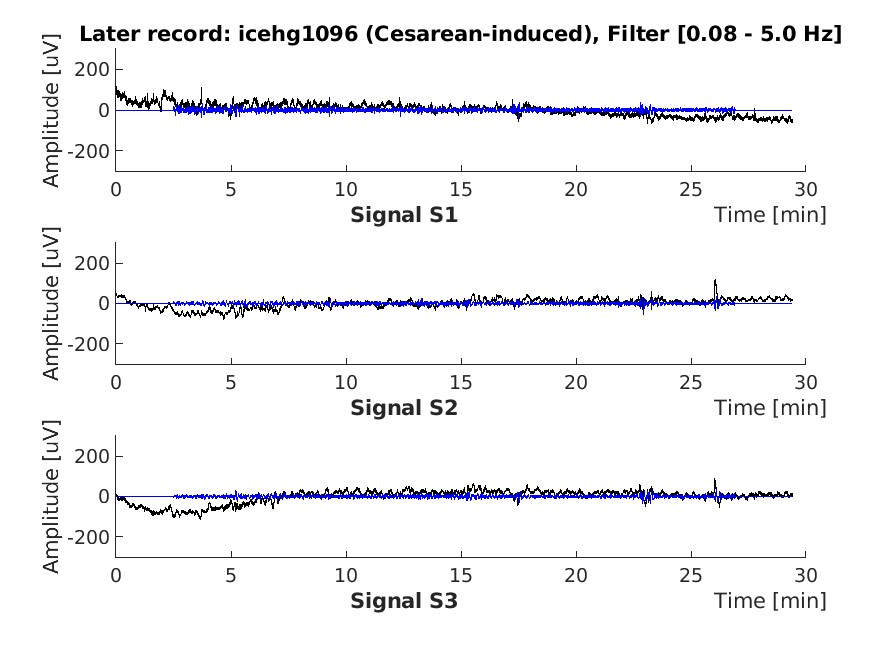 Later record: icehg1096 (Cesarean-induced), Filter [0.08 - 5.0 Hz]
Amplitude [uV]
200
0
-200
0 5 10 15 20 25 30
Signal S1 Time [min]
Amplitude [uV]
200
0
-200
0 5 10 15 20 25 30
Signal S2 Time [min]
Amplitude [uV]
200
0
-200
0 5 10 15 20 25 30
Signal S3 Time [min]